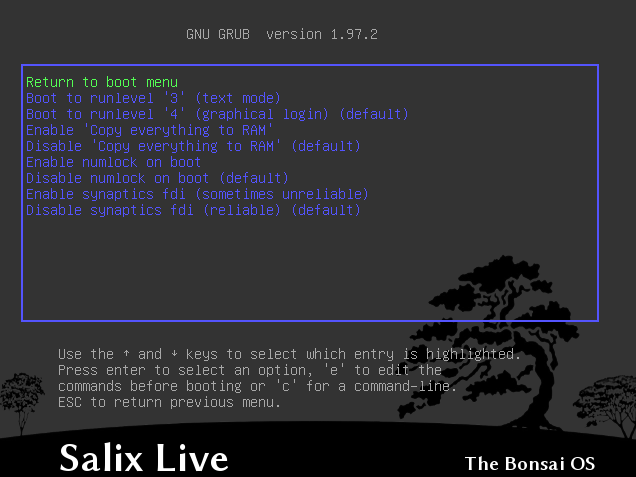 GNU GRUB  version 1.97.2
Return to boot menu
Boot to runlevel '3' (text mode)
Boot to runlevel '4' (graphical login) (default)
Enable 'Copy everything to RAM'
Disable 'Copy everything to RAM' (default)
Enable numlock on boot
Disable numlock on boot (default)
Enable synaptics fdi (sometimes unreliable)
Disable synaptics fdi (reliable) (default)
Use the ↑ and ↓ keys to select which entry is highlighted.
Press enter to select an option, 'e' to edit the
commands before booting or 'c' for a command-line.
ESC to return previous menu.
Salix Live
The Bonsai OS